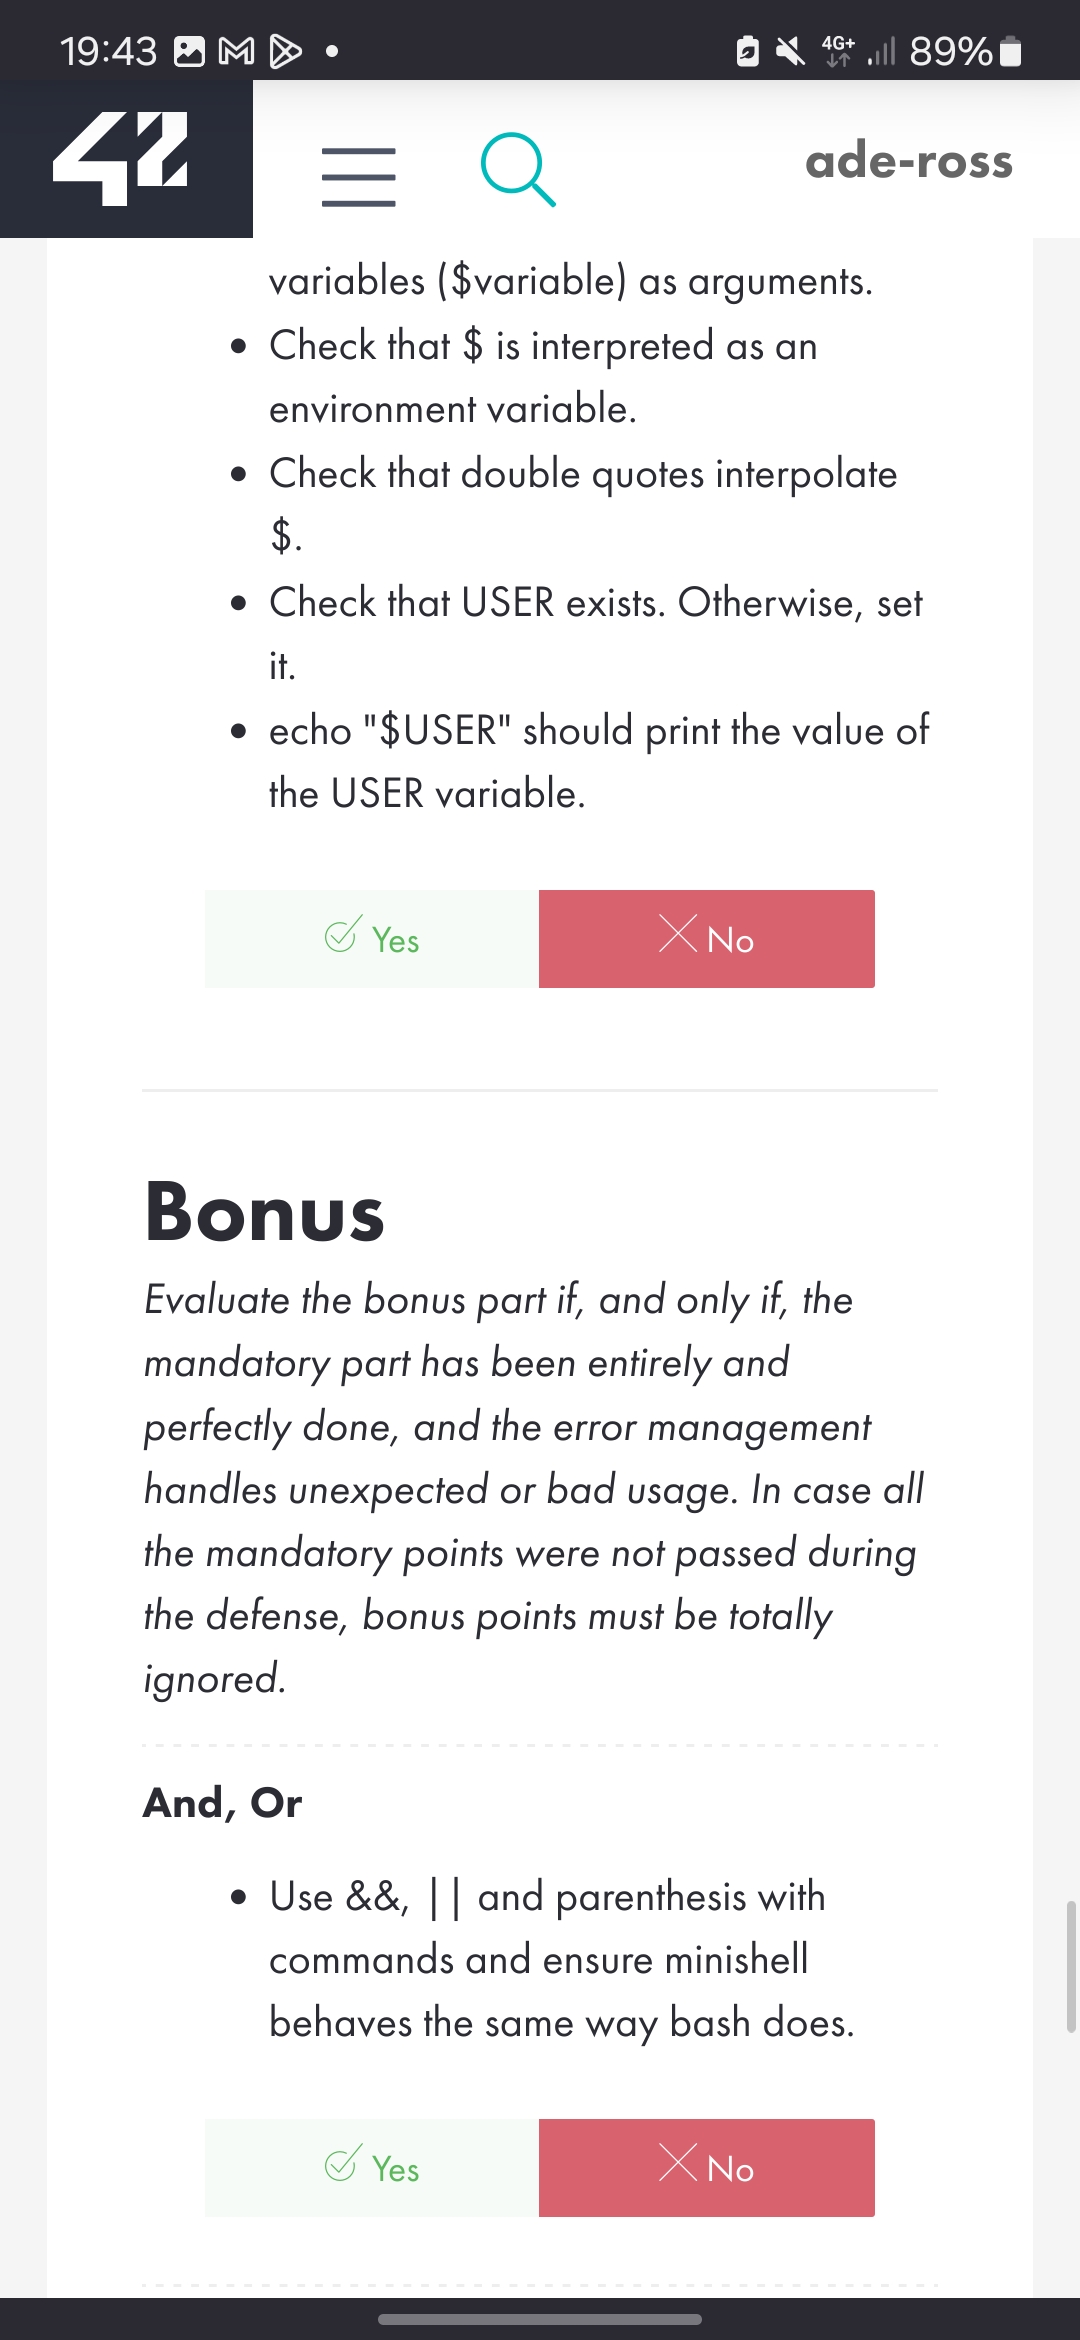 19:43
4G+ 89%
42
ade-ross
variables ($variable) as arguments.
• Check that $ is interpreted as an
environment variable.
• Check that double quotes interpolate
$.
• Check that USER exists. Otherwise, set
it.
• echo "$USER" should print the value of
the USER variable.
Yes
No
Bonus
Evaluate the bonus part if, and only if, the
mandatory part has been entirely and
perfectly done, and the error management
handles unexpected or bad usage. In case all
the mandatory points were not passed during
the defense, bonus points must be totally
ignored.
And, Or
• Use &&, || and parenthesis with
commands and ensure minishell
behaves the same way bash does.
Yes
No